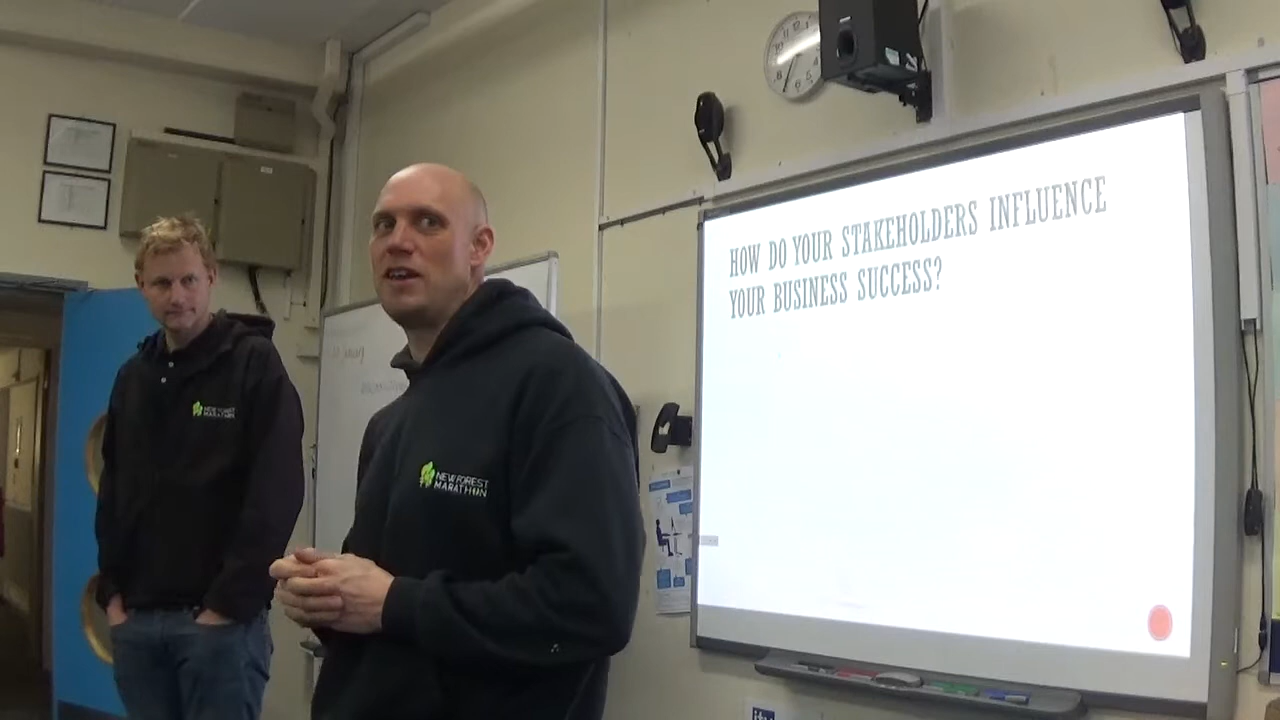 HOW DO YOUR STAKEHOLDERS INFLUENCE
YOUR BUSINESS SUCCESS?
NEW FOREST
MARATHON
NEW FOREST
MARATHON